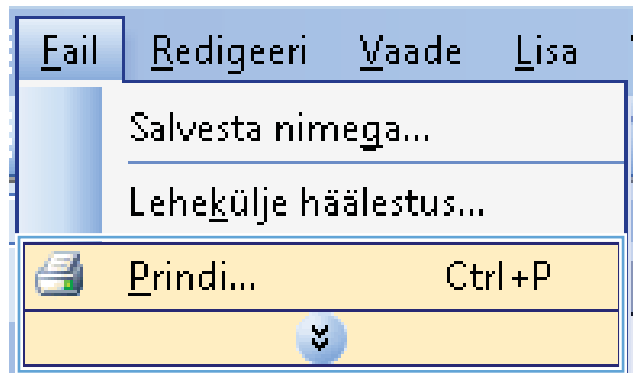 Fail Redigeeri Vaade Lisa
Salvesta nimega...
Lehekülje häälestus...
Prindi... Ctrl+P